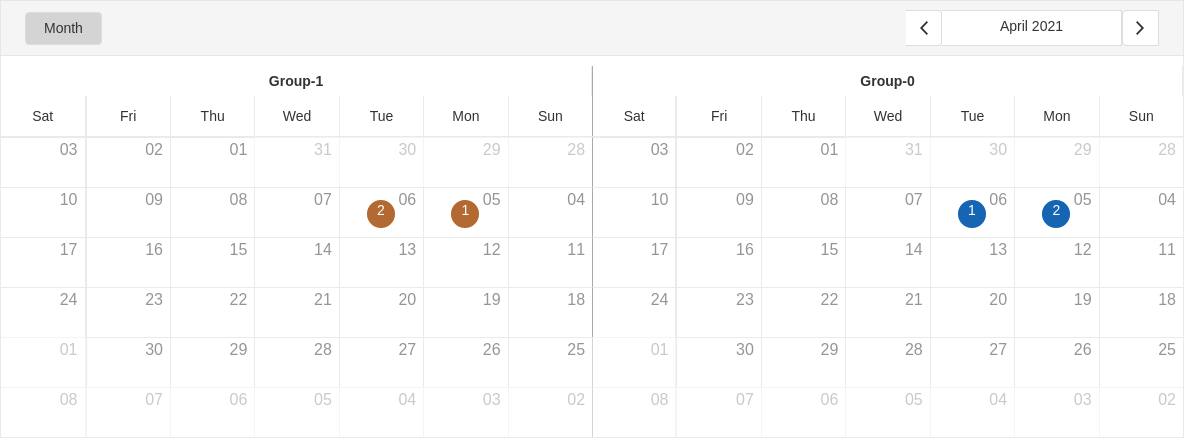 Month
April 2021
Group-1 Group-0
Sat Fri Thu Wed Tue Mon Sun Sat Fri Thu Wed Tue Mon Sun
03 02 01 31 30 29 28 03 02 01 31 30 29 28
10 09 08 07 2 06 1 05 04 10 09 08 07 1 06 2 05 04
17 16 15 14 13 12 11 17 16 15 14 13 12 11
24 23 22 21 20 19 18 24 23 22 21 20 19 18
01 30 29 28 27 26 25 01 30 29 28 27 26 25
08 07 06 05 04 03 02 08 07 06 05 04 03 02